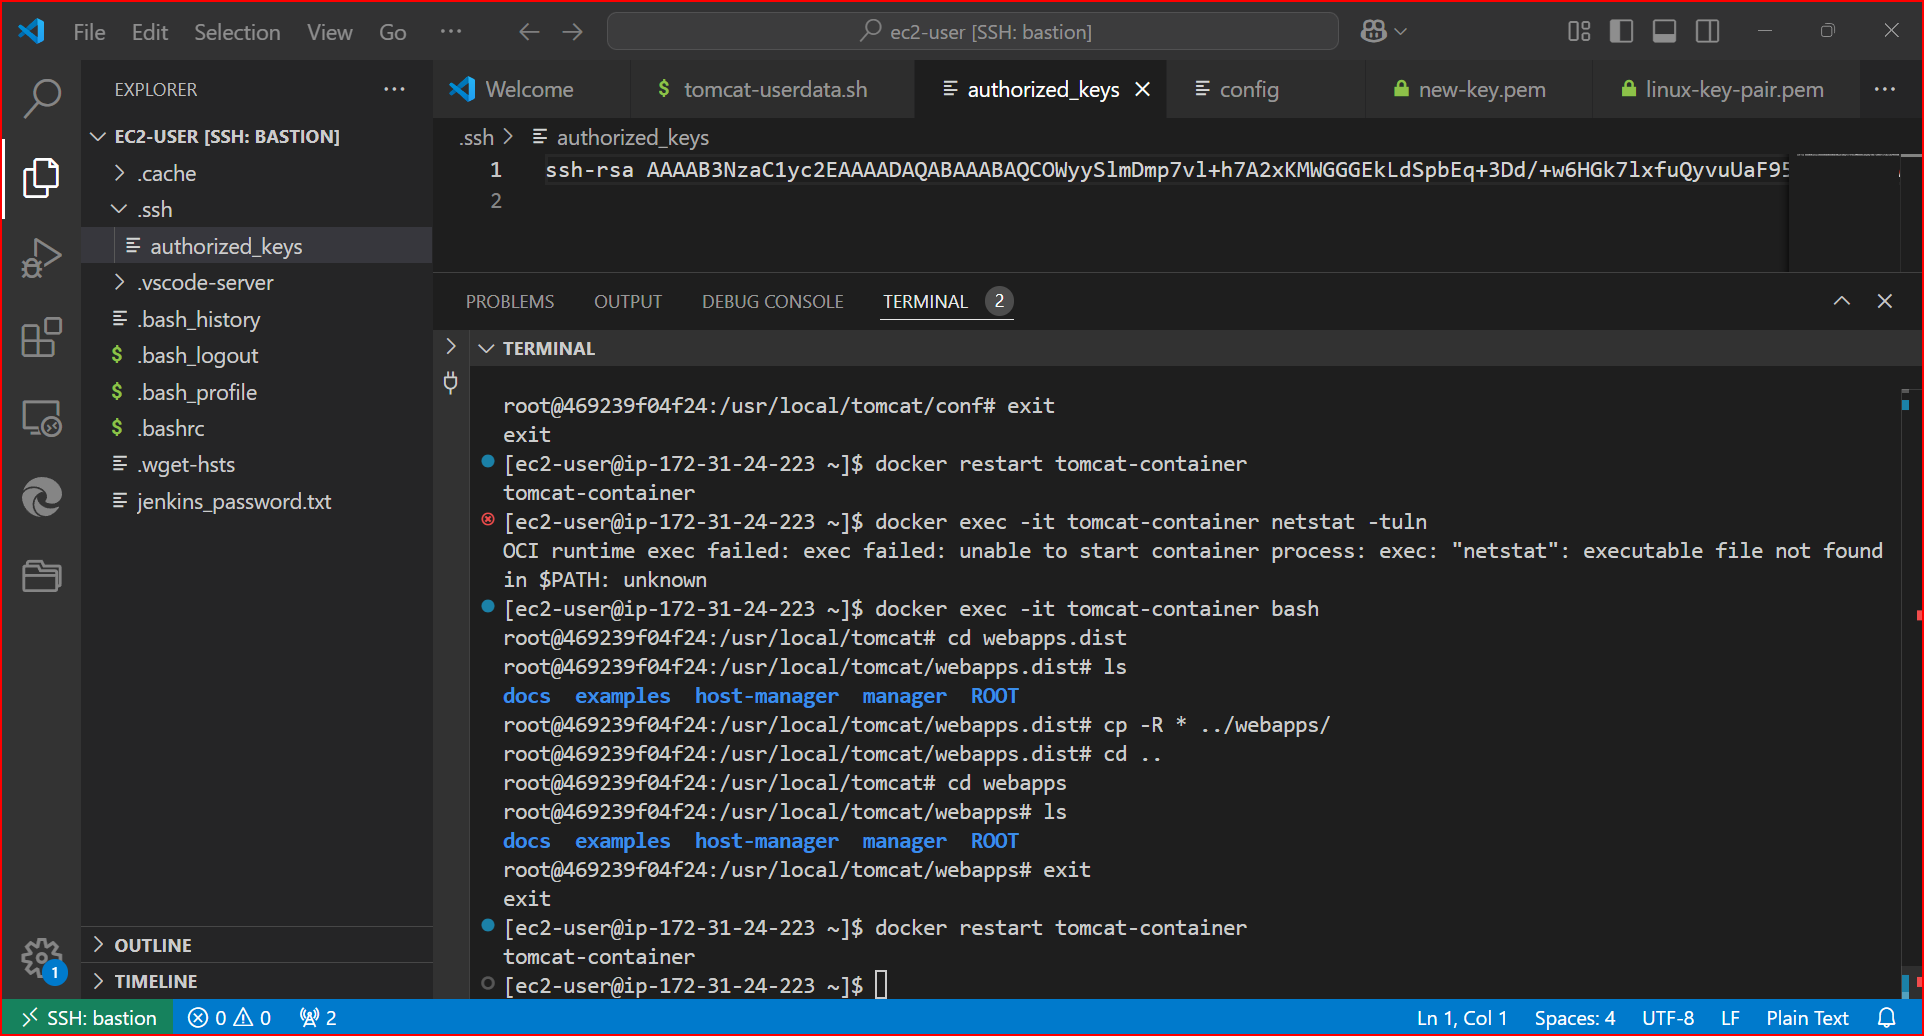 File Edit Selection View Go ··· ec2-user [SSH: bastion]
EXPLORER ···
Welcome $ tomcat-userdata.sh authorized_keys config new-key.pem linux-key-pair.pem ···
EC2-USER [SSH: BASTION]
.cache
.ssh
authorized_keys
.vscode-server
.bash_history
$ .bash_logout
$ .bash_profile
$ .bashrc
.wget-hsts
jenkins_password.txt
OUTLINE
TIMELINE
1
.ssh > authorized_keys
1 ssh-rsa AAAAB3NzaC1yc2EAAAADAQABAAABAQCOWyySlmDmp7vl+h7A2xKMWGGGEkLdSpbEq+3Dd/+w6HGk7lxfuQyvuUaF95
2
PROBLEMS OUTPUT DEBUG CONSOLE TERMINAL 2
TERMINAL
root@469239f04f24:/usr/local/tomcat/conf# exit
exit
[ec2-user@ip-172-31-24-223 ~]$ docker restart tomcat-container
tomcat-container
[ec2-user@ip-172-31-24-223 ~]$ docker exec -it tomcat-container netstat -tuln
OCI runtime exec failed: exec failed: unable to start container process: exec: "netstat": executable file not found
in $PATH: unknown
[ec2-user@ip-172-31-24-223 ~]$ docker exec -it tomcat-container bash
root@469239f04f24:/usr/local/tomcat# cd webapps.dist
root@469239f04f24:/usr/local/tomcat/webapps.dist# ls
docs examples host-manager manager ROOT
root@469239f04f24:/usr/local/tomcat/webapps.dist# cp -R * ../webapps/
root@469239f04f24:/usr/local/tomcat/webapps.dist# cd ..
root@469239f04f24:/usr/local/tomcat# cd webapps
root@469239f04f24:/usr/local/tomcat/webapps# ls
docs examples host-manager manager ROOT
root@469239f04f24:/usr/local/tomcat/webapps# exit
exit
[ec2-user@ip-172-31-24-223 ~]$ docker restart tomcat-container
tomcat-container
[ec2-user@ip-172-31-24-223 ~]$
SSH: bastion 0 0 2 Ln 1, Col 1 Spaces: 4 UTF-8 LF Plain Text